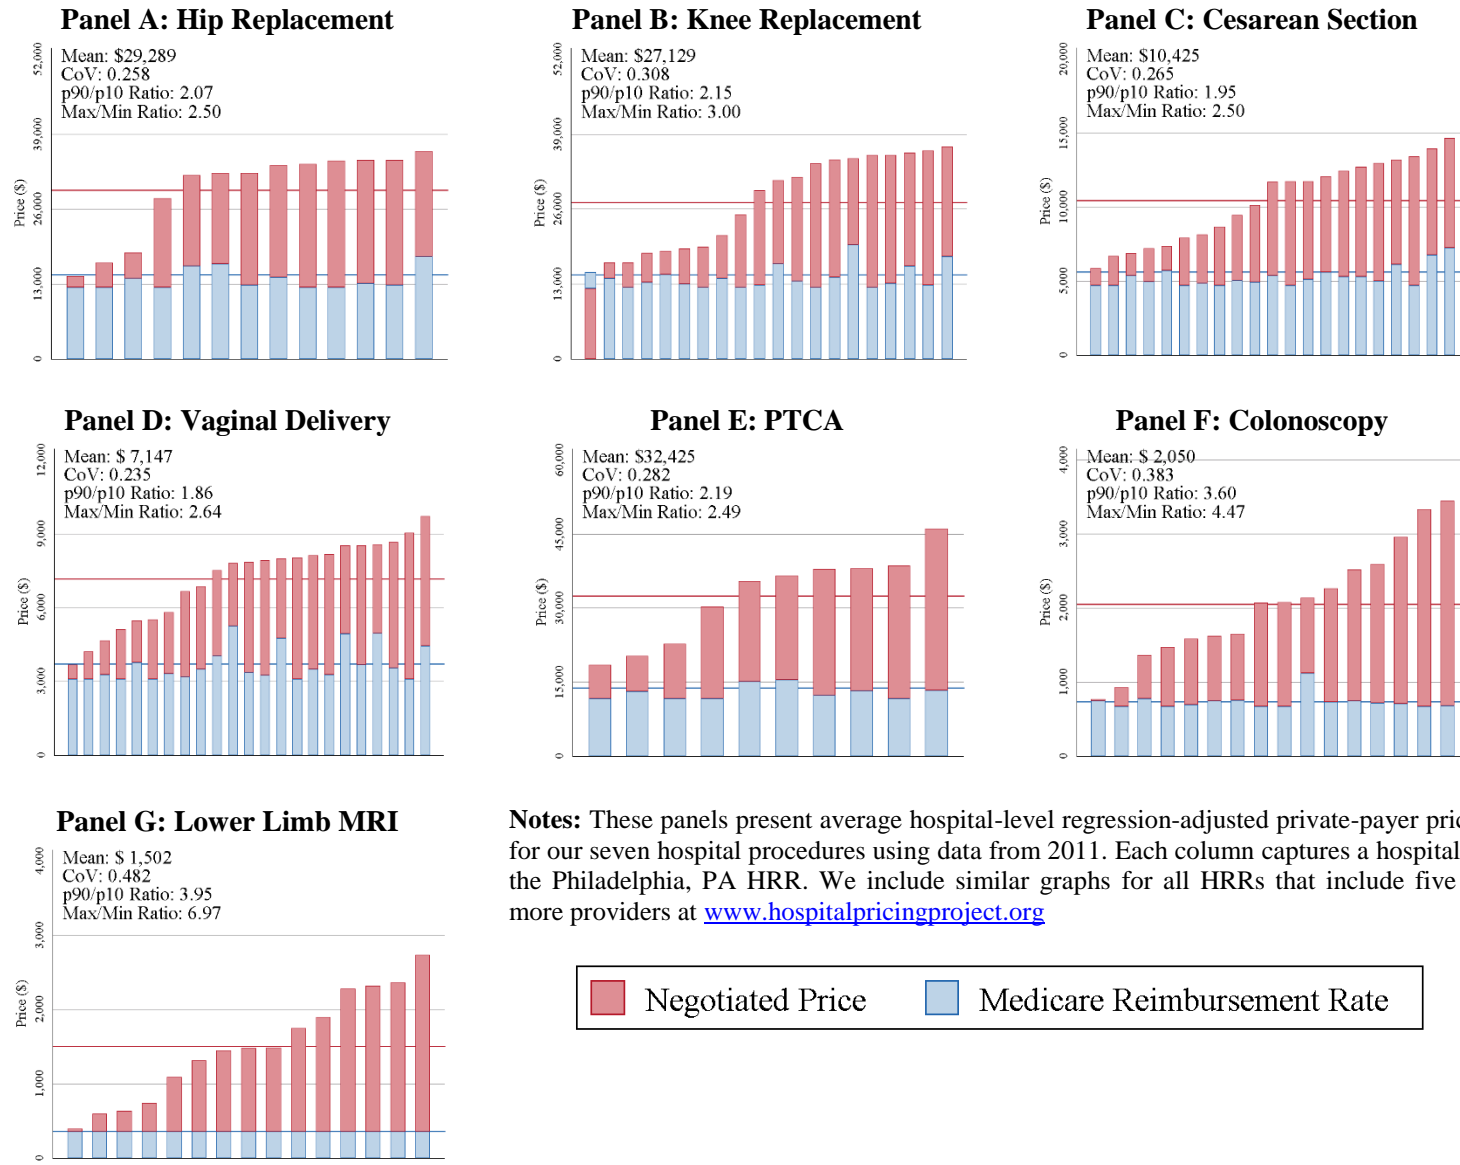 Panel A: Hip Replacement
Mean: $29,289
CoV: 0.258
p90/p10 Ratio: 2.07
Max/Min Ratio: 2.50
Price ($)
52,000
39,000
26,000
13,000
0
Panel B: Knee Replacement
Mean: $27,129
CoV: 0.308
p90/p10 Ratio: 2.15
Max/Min Ratio: 3.00
Price ($)
52,000
39,000
26,000
13,000
0
Panel C: Cesarean Section
Mean: $10,425
CoV: 0.265
p90/p10 Ratio: 1.95
Max/Min Ratio: 2.50
Price ($)
20,000
15,000
10,000
5,000
0
Panel D: Vaginal Delivery
Mean: $ 7,147
CoV: 0.235
p90/p10 Ratio: 1.86
Max/Min Ratio: 2.64
Price ($)
12,000
9,000
6,000
3,000
0
Panel E: PTCA
Mean: $32,425
CoV: 0.282
p90/p10 Ratio: 2.19
Max/Min Ratio: 2.49
Price ($)
60,000
45,000
30,000
15,000
0
Panel F: Colonoscopy
Mean: $ 2,050
CoV: 0.383
p90/p10 Ratio: 3.60
Max/Min Ratio: 4.47
Price ($)
4,000
3,000
2,000
1,000
0
Panel G: Lower Limb MRI
Mean: $ 1,502
CoV: 0.482
p90/p10 Ratio: 3.95
Max/Min Ratio: 6.97
Price ($)
4,000
3,000
2,000
1,000
0
Notes: These panels present average hospital-level regression-adjusted private-payer
for our seven hospital procedures using data from 2011. Each column captures a hospital
the Philadelphia, PA HRR. We include similar graphs for all HRRs that include five
more providers at www.hospitalpricingproject.org
Negotiated Price
Medicare Reimbursement Rate